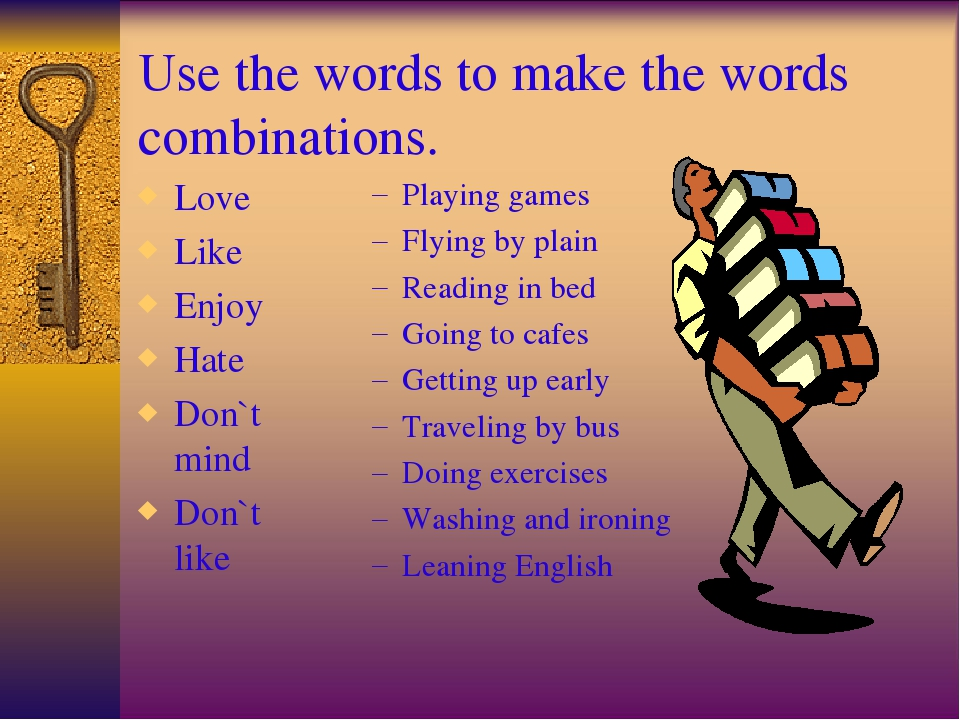 Use the words to make the words
combinations.
Love
Like
Enjoy
Hate
Don`t
mind
Don`t
like
– Playing games
– Flying by plain
– Reading in bed
– Going to cafes
– Getting up early
– Traveling by bus
– Doing exercises
– Washing and ironing
– Leaning English